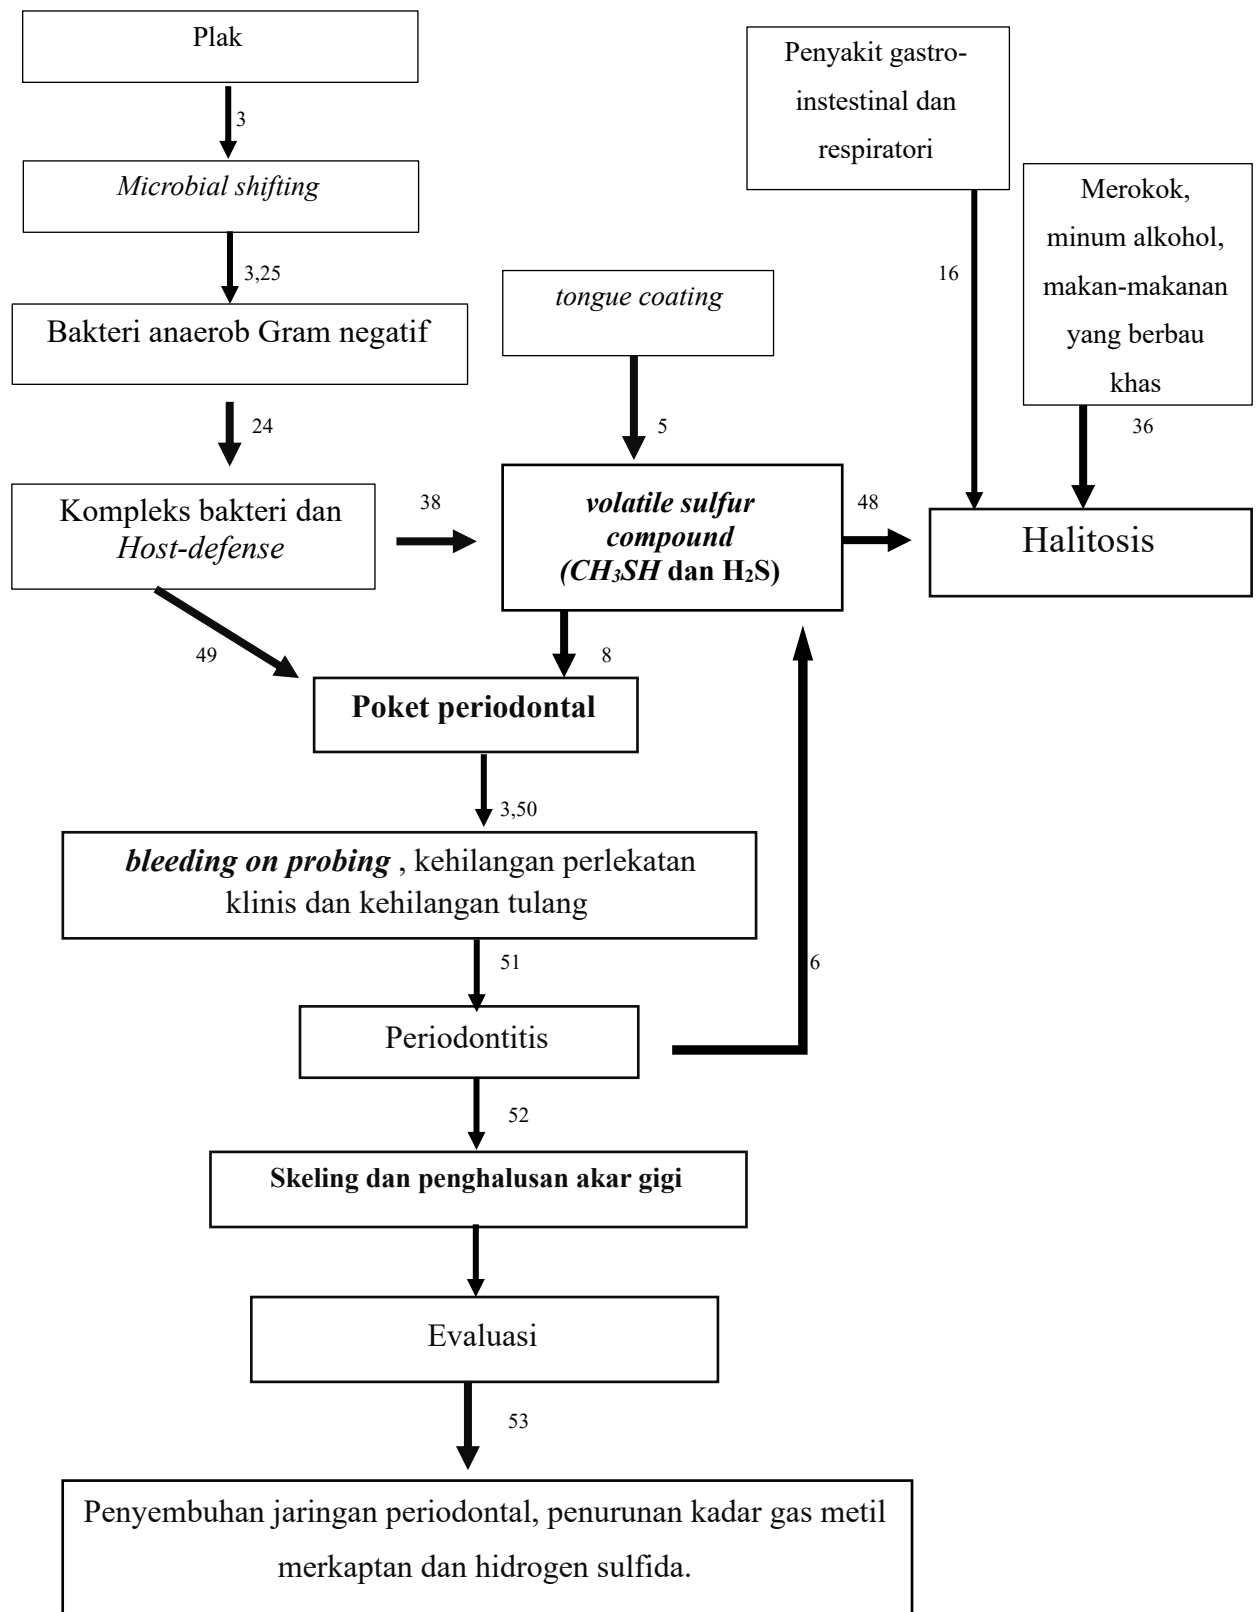 Plak
3
Microbial shifting
3,25
Bakteri anaerob Gram negatif
24
Kompleks bakteri dan
Host-defense
38
49
tongue coating
5
volatile sulfur
compound
(CH₃SH dan H₂S)
48
8
Penyakit gastro-
instestinal dan
respiratori
16
Merokok,
minum alkohol,
makan-makanan
yang berbau
khas
36
Halitosis
Poket periodontal
3,50
bleeding on probing , kehilangan perlekatan
klinis dan kehilangan tulang
51
6
Periodontitis
52
Skeling dan penghalusan akar gigi
Evaluasi
53
Penyembuhan jaringan periodontal, penurunan kadar gas metil
merkaptan dan hidrogen sulfida.